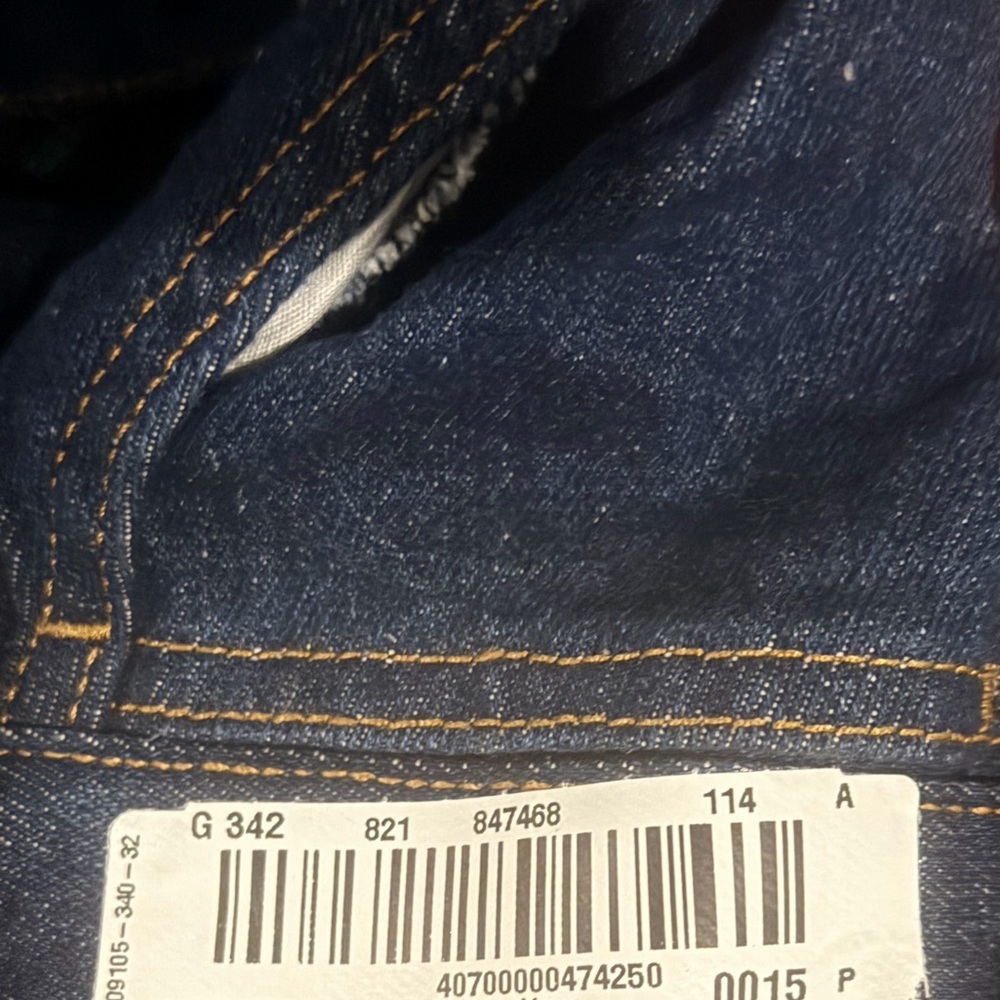 G 342 821 847468 114 A
09105-340-32
40700000474250 0015 P